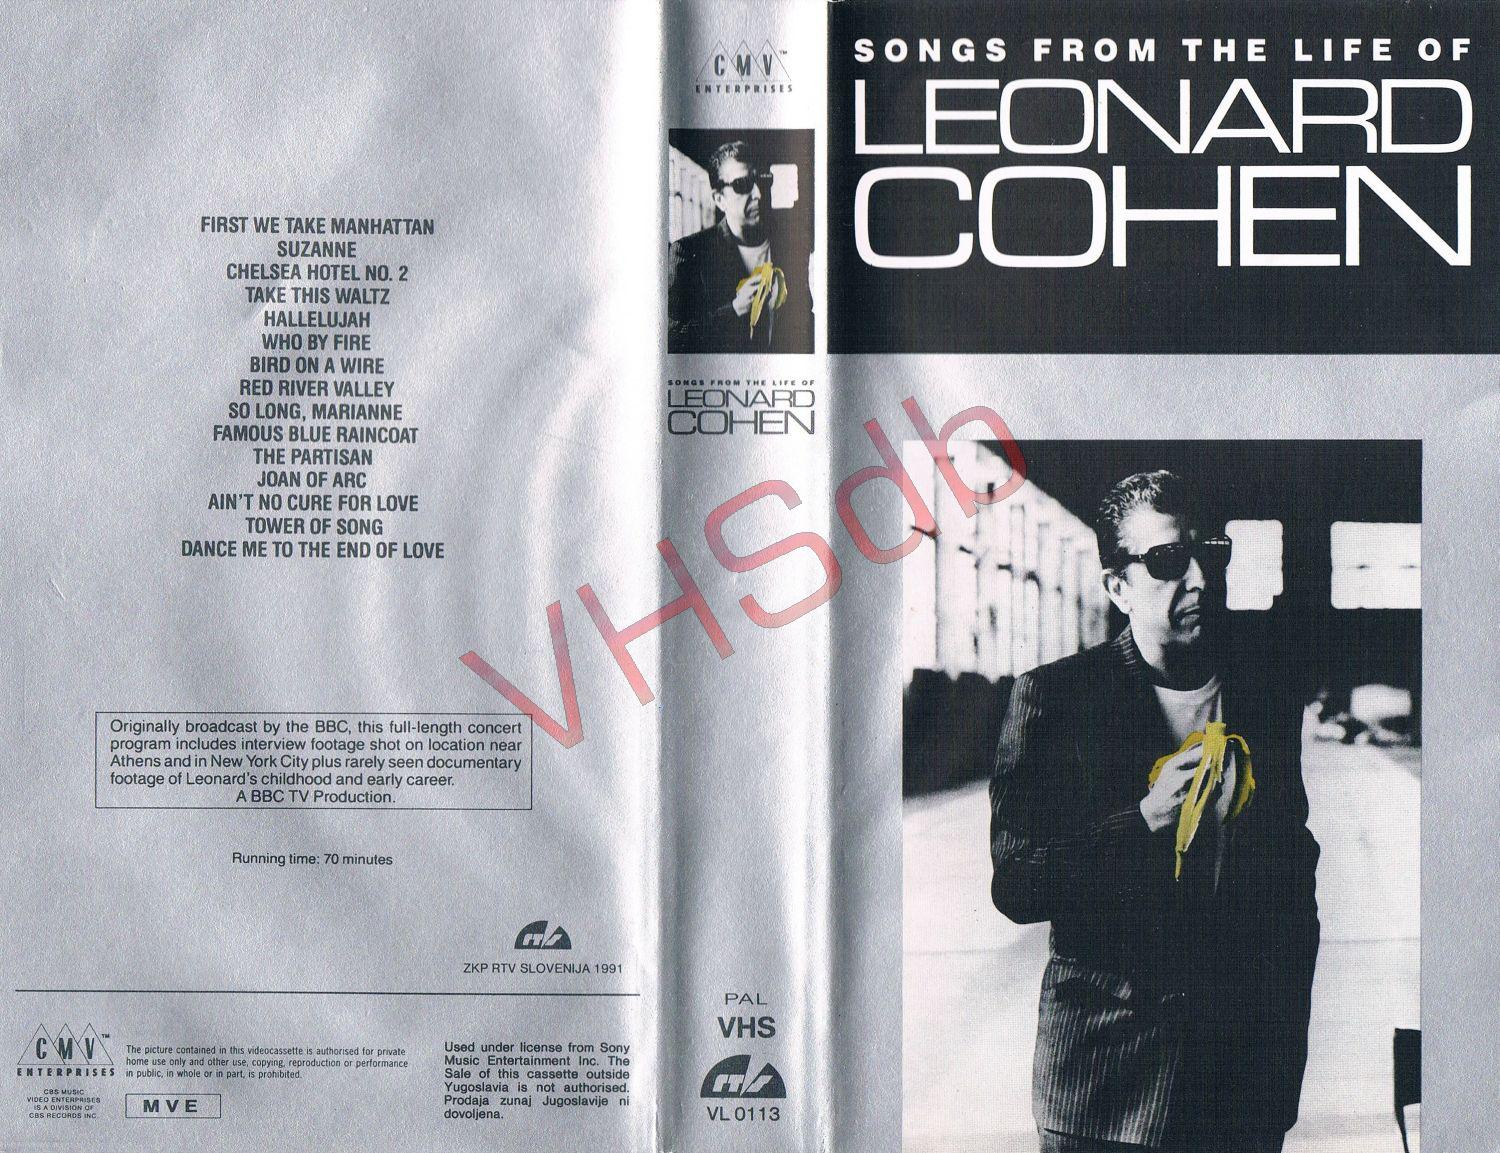 FIRST WE TAKE MANHATTAN
SUZANNE
CHELSEA HOTEL NO. 2
TAKE THIS WALTZ
HALLELUJAH
WHO BY FIRE
BIRD ON A WIRE
RED RIVER VALLEY
SO LONG, MARIANNE
FAMOUS BLUE RAINCOAT
THE PARTISAN
JOAN OF ARC
AIN'T NO CURE FOR LOVE
TOWER OF SONG
DANCE ME TO THE END OF LOVE
Originally broadcast by the BBC, this full-length concert
program includes interview footage shot on location near
Athens and in New York City plus rarely seen documentary
footage of Leonard's childhood and early career.
A BBC TV Production.
Running time: 70 minutes
RTVS
ZKP RTV SLOVENIJA 1991
CMV™
ENTERPRISES
CBS MUSIC
VIDEO ENTERPRISES
IS A DIVISION OF
CBS RECORDS INC.
The picture contained in this videocassette is authorised for private
home use only and other use, copying, reproduction or performance
in public, in whole or in part, is prohibited.
MVE
Used under license from Sony
Music Entertainment Inc. The
Sale of this cassette outside
Yugoslavia is not authorised.
Prodaja zunaj Jugoslavije ni
dovoljena.
CMV™
ENTERPRISES
SONGS FROM THE LIFE OF
LEONARD
COHEN
PAL
VHS
RTVS
VL 0113
SONGS FROM THE LIFE OF
LEONARD
COHEN
VHSdb